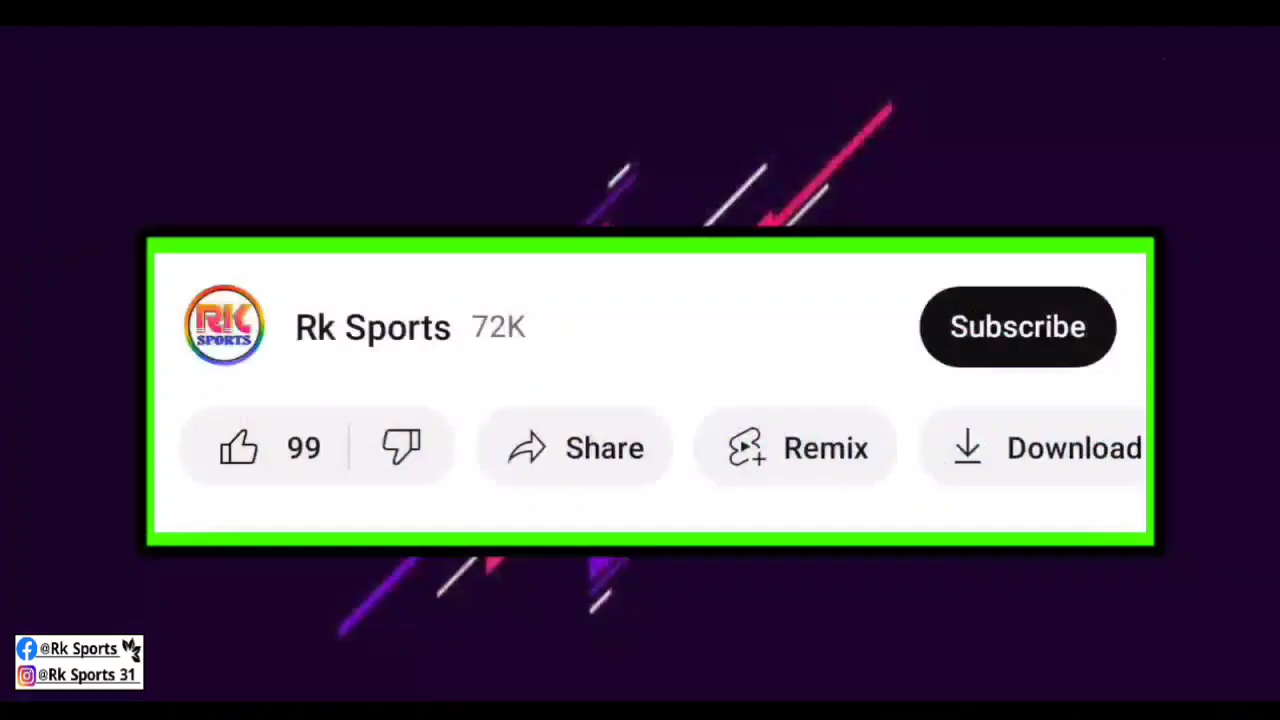 RK
SPORTS
Rk Sports 72K
Subscribe
99
Share
Remix
Download
@Rk Sports
@Rk Sports 31